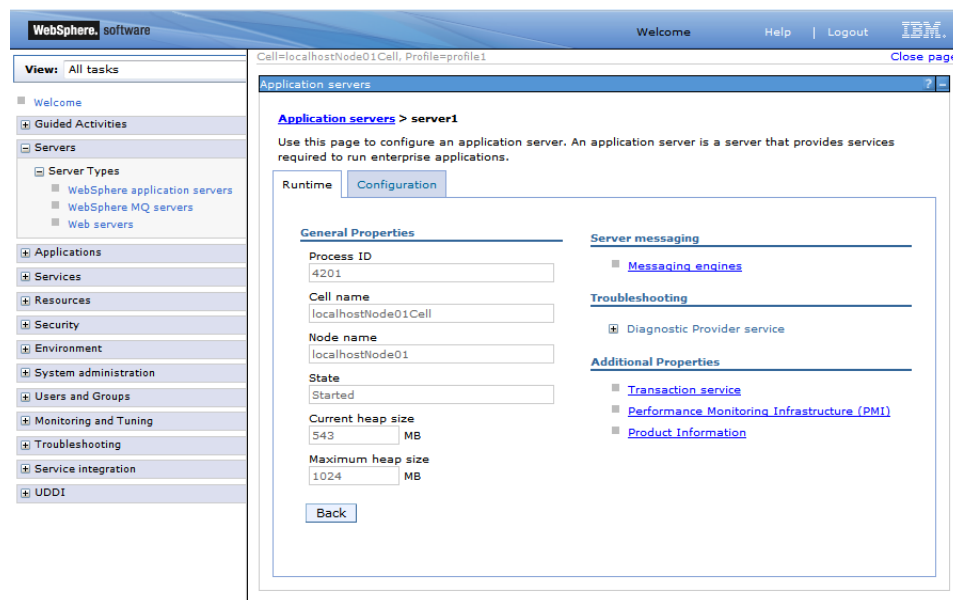 WebSphere. software
Welcome
Help | Logout
IBM.
View: All tasks
Cell=localhostNode01Cell, Profile=profile1
Close page
Welcome
Guided Activities
Servers
Server Types
WebSphere application servers
WebSphere MQ servers
Web servers
Applications
Services
Resources
Security
Environment
System administration
Users and Groups
Monitoring and Tuning
Troubleshooting
Service integration
UDDI
Application servers
? –
Application servers > server1
Use this page to configure an application server. An application server is a server that provides services
required to run enterprise applications.
Runtime
Configuration
General Properties
Process ID
4201
Cell name
localhostNode01Cell
Node name
localhostNode01
State
Started
Current heap size
543 MB
Maximum heap size
1024 MB
Back
Server messaging
Messaging engines
Troubleshooting
Diagnostic Provider service
Additional Properties
Transaction service
Performance Monitoring Infrastructure (PMI)
Product Information